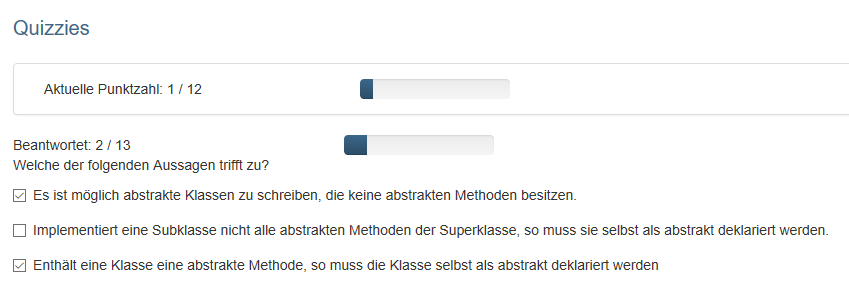 Quizzies
Aktuelle Punktzahl: 1 / 12
Beantwortet: 2 / 13
Welche der folgenden Aussagen trifft zu?
Es ist möglich abstrakte Klassen zu schreiben, die keine abstrakten Methoden besitzen.
Implementiert eine Subklasse nicht alle abstrakten Methoden der Superklasse, so muss sie selbst als abstrakt deklariert werden.
Enthält eine Klasse eine abstrakte Methode, so muss die Klasse selbst als abstrakt deklariert werden